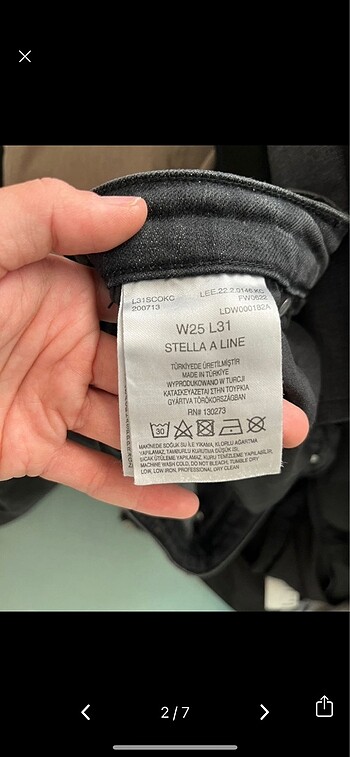 L31SCOKC
200713
LEE.22.2.0146.KC
FW0622
LDW000182A
W25 L31
STELLA A LINE
TÜRKİYEDE ÜRETİLMİŞTİR
MADE IN TÜRKİYE
WYPRODUKOWANO W TURCJI
ΚΑΤΑΣΚΕΥΑΖΕΤΑΙ ΣΤΗΝ ΤΟΥΡΚΙΑ
GYÁRTVA TÖRÖKORSZÁGBAN
RN# 130273
30
MAKİNEDE SOĞUK SU İLE YIKAMA, KLORLU AĞARTMA
YAPILAMAZ, TAMBURLU KURUTMA DÜŞÜK ISI,
SICAK ÜTÜLEME YAPILAMAZ, KURU TEMİZLEME YAPILABİLİR.
MACHINE WASH COLD, DO NOT BLEACH, TUMBLE DRY
LOW, LOW IRON, PROFESSIONAL DRY CLEAN
2 / 7